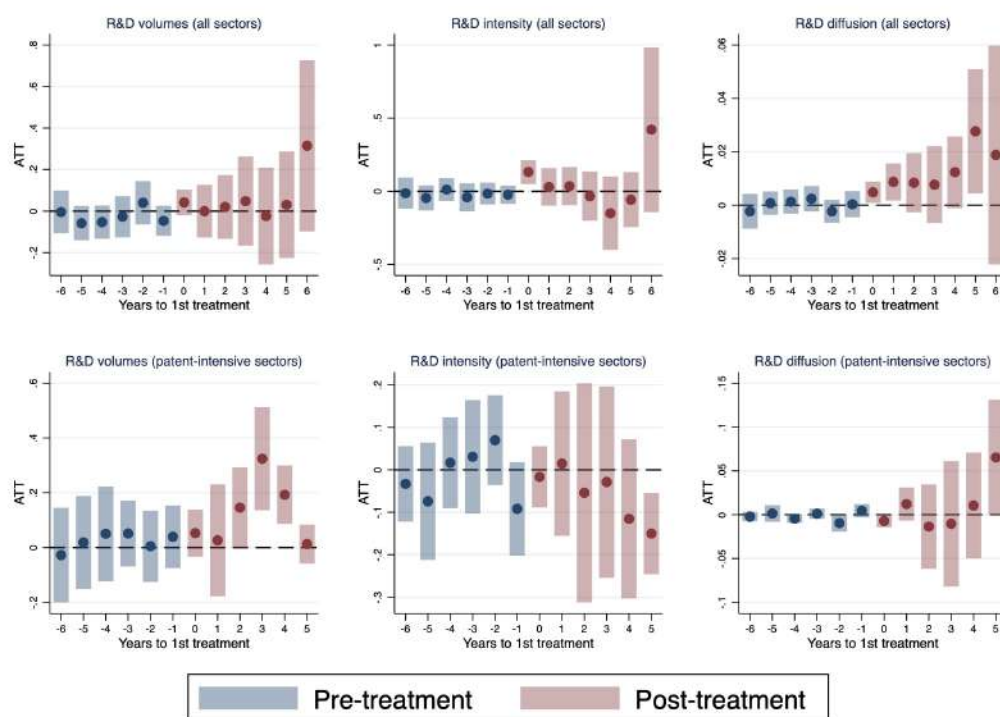 R&D volumes (all sectors)
R&D intensity (all sectors)
R&D diffusion (all sectors)
ATT
.8
.6
.4
.2
0
.2
-6 -5 -4 -3 -2 -1 0 1 2 3 4 5 6
Years to 1st treatment
ATT
1
0.5
0
-.5
-6 -5 -4 -3 -2 -1 0 1 2 3 4 5 6
Years to 1st treatment
ATT
.06
.04
.02
0
-.02
-6 -5 -4 -3 -2 -1 0 1 2 3 4 5 6
Years to 1st treatment
R&D volumes (patent-intensive sectors)
R&D intensity (patent-intensive sectors)
R&D diffusion (patent-intensive sectors)
ATT
.6
.4
.2
0
-.2
-6 -5 -4 -3 -2 -1 0 1 2 3 4 5
Years to 1st treatment
ATT
.2
.1
0
-.1
-.2
-.3
-6 -5 -4 -3 -2 -1 0 1 2 3 4 5
Years to 1st treatment
ATT
.15
.1
.05
0
-.05
-.1
-6 -5 -4 -3 -2 -1 0 1 2 3 4 5
Years to 1st treatment
Pre-treatment
Post-treatment